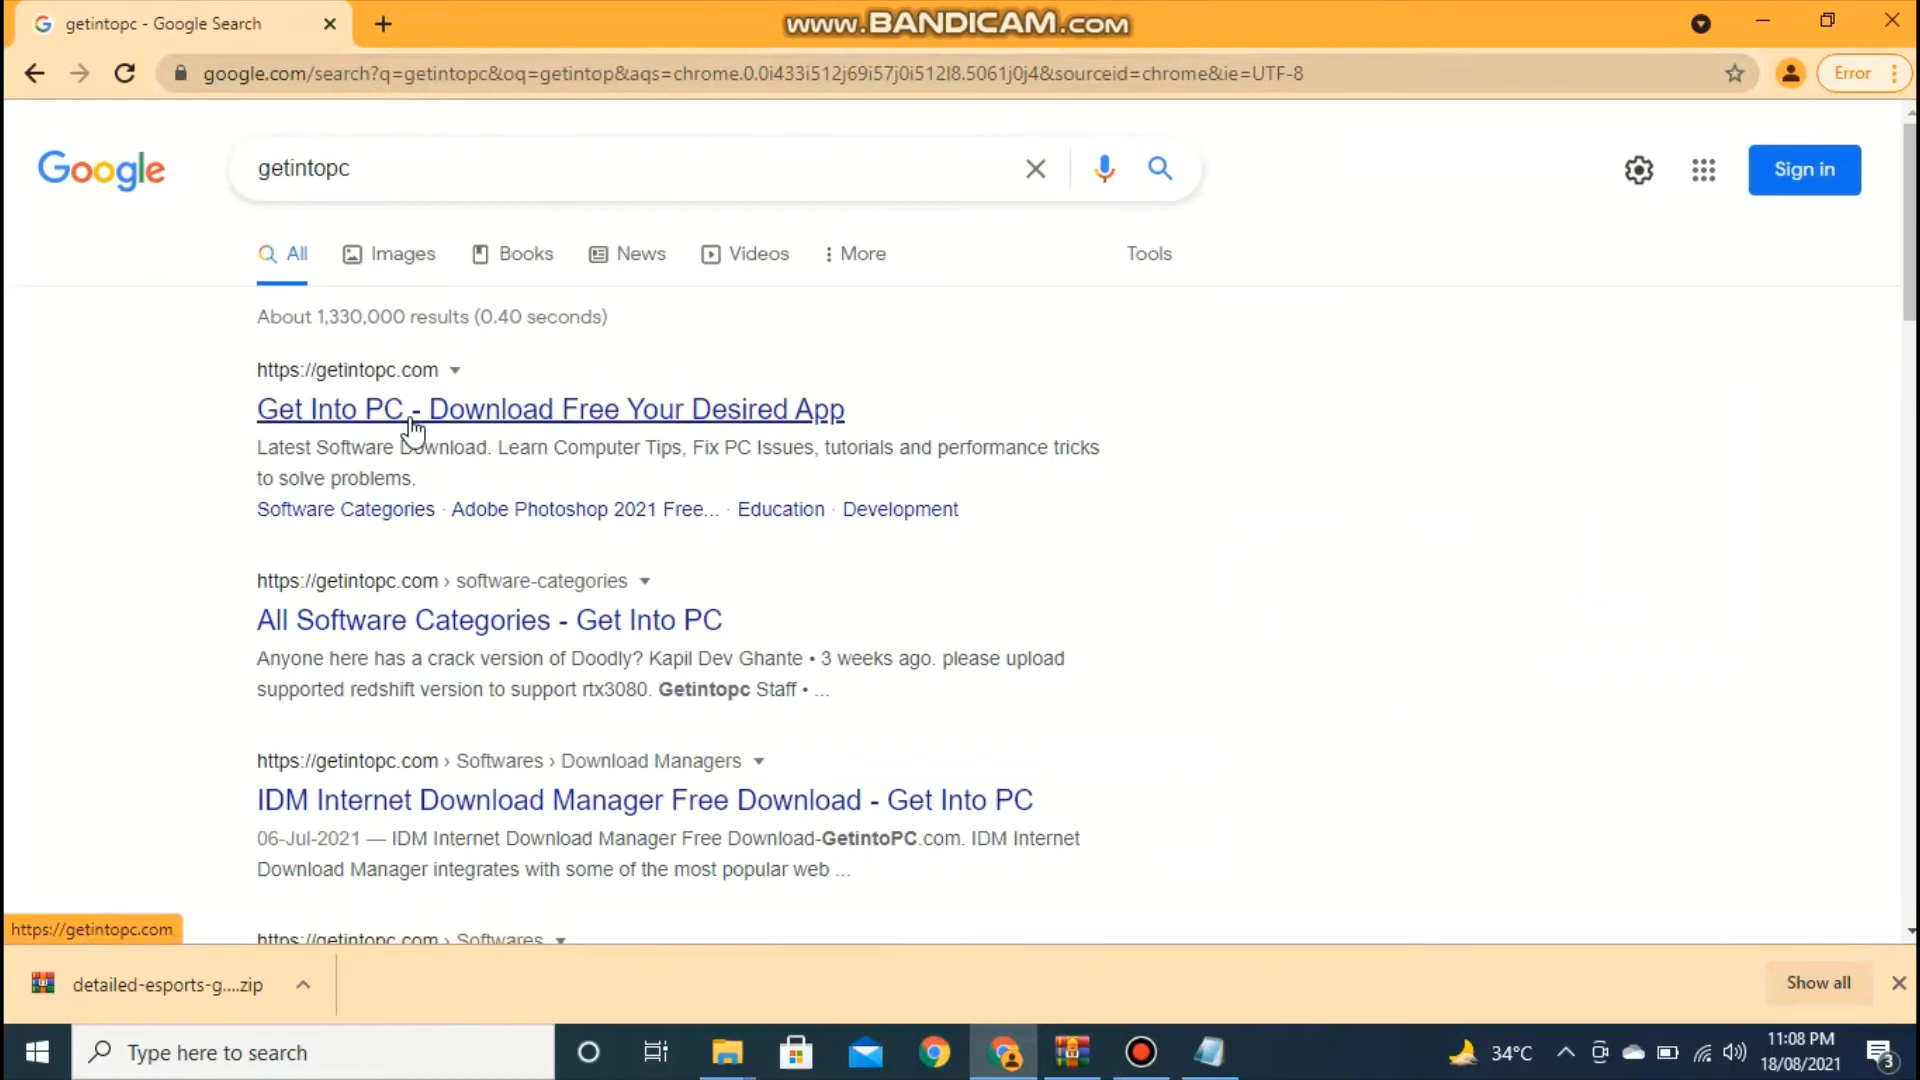 getintopc - Google Search
www.BANDICAM.com
google.com/search?q=getintopc&oq=getintop&aqs=chrome.0.0i433i512j69i57j0i512l8.5061j0j4&sourceid=chrome&ie=UTF-8
Error
Google
getintopc
Sign in
All
Images
Books
News
Videos
More
Tools
About 1,330,000 results (0.40 seconds)
https://getintopc.com
Get Into PC - Download Free Your Desired App
Latest Software Download. Learn Computer Tips, Fix PC Issues, tutorials and performance tricks
to solve problems.
Software Categories · Adobe Photoshop 2021 Free... · Education · Development
https://getintopc.com › software-categories
All Software Categories - Get Into PC
Anyone here has a crack version of Doodly? Kapil Dev Ghante • 3 weeks ago. please upload
supported redshift version to support rtx3080. Getintopc Staff • ...
https://getintopc.com › Softwares › Download Managers
IDM Internet Download Manager Free Download - Get Into PC
06-Jul-2021 — IDM Internet Download Manager Free Download-GetintoPC.com. IDM Internet
Download Manager integrates with some of the most popular web ...
https://getintopc.com › Softwares
https://getintopc.com
detailed-esports-g....zip
Show all
Type here to search
34°C
11:08 PM
18/08/2021
3